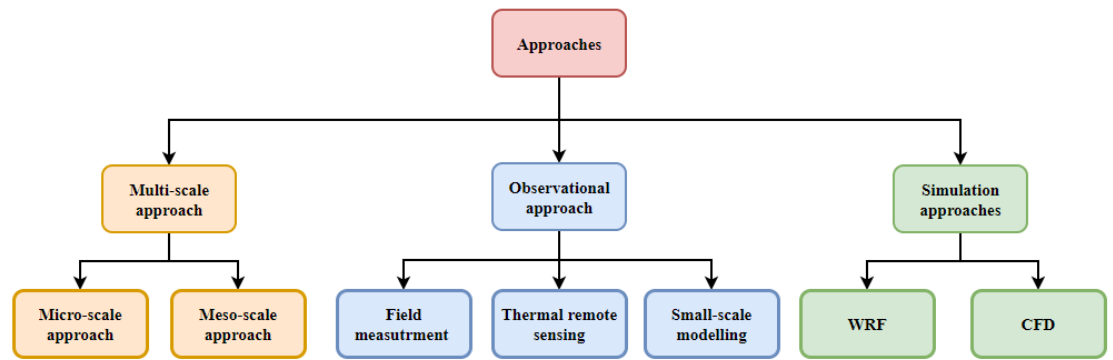 Approaches
Multi-scale
approach
Observational
approach
Simulation
approaches
Micro-scale
approach
Meso-scale
approach
Field
measutrment
Thermal remote
sensing
Small-scale
modelling
WRF
CFD